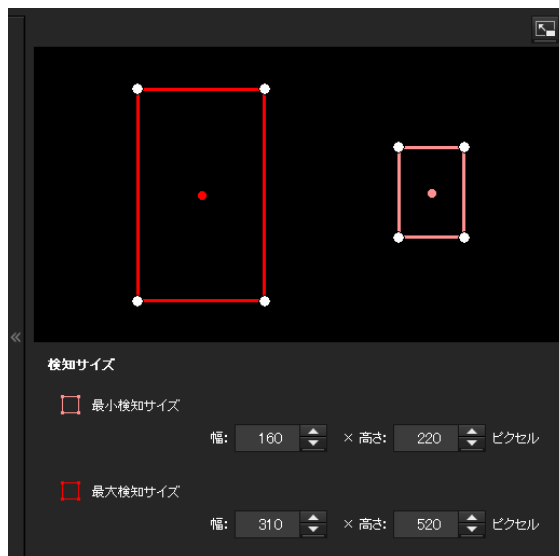 «
検知サイズ
最小検知サイズ
幅: 160 × 高さ: 220 ピクセル
最大検知サイズ
幅: 310 × 高さ: 520 ピクセル